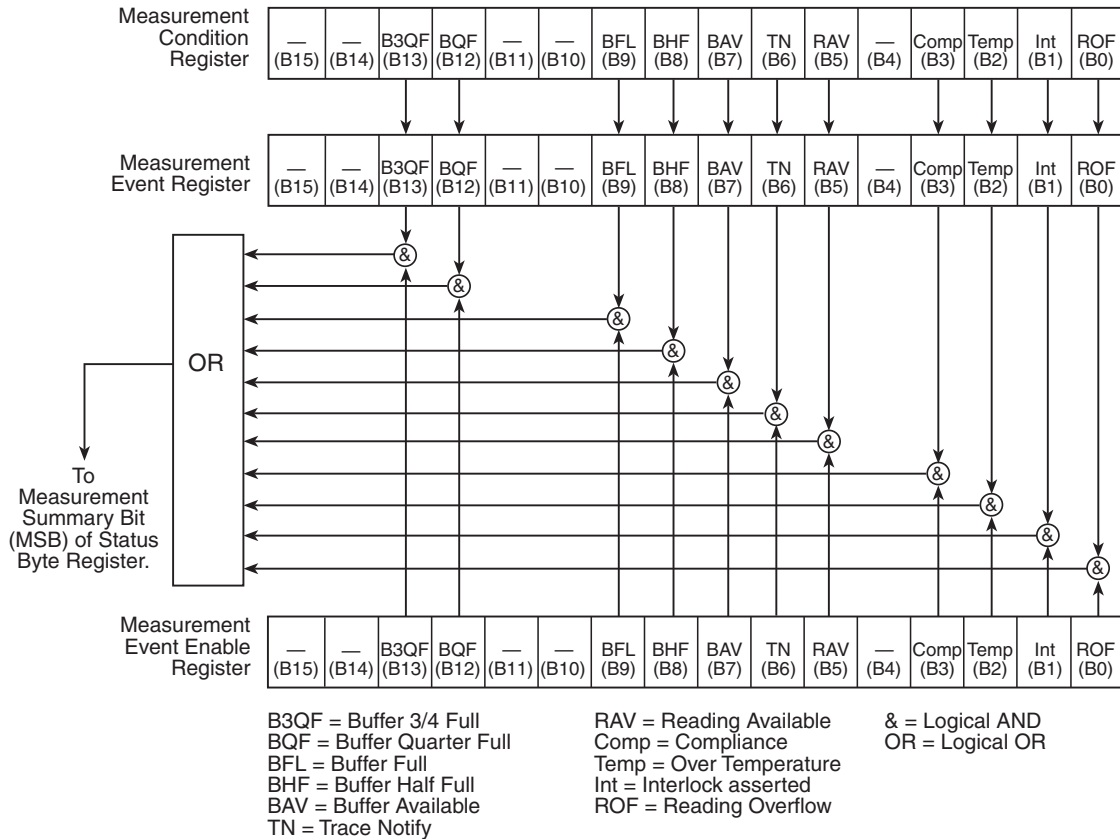 Measurement
Condition
Register
— — B3QF BQF — — BFL BHF BAV TN RAV — Comp Temp Int ROF
(B15) (B14) (B13) (B12) (B11) (B10) (B9) (B8) (B7) (B6) (B5) (B4) (B3) (B2) (B1) (B0)
Measurement
Event Register
— — B3QF BQF — — BFL BHF BAV TN RAV — Comp Temp Int ROF
(B15) (B14) (B13) (B12) (B11) (B10) (B9) (B8) (B7) (B6) (B5) (B4) (B3) (B2) (B1) (B0)
&
&
&
&
OR
&
&
&
&
&
&
&
To
Measurement
Summary Bit
(MSB) of Status
Byte Register.
Measurement
Event Enable
Register
— — B3QF BQF — — BFL BHF BAV TN RAV — Comp Temp Int ROF
(B15) (B14) (B13) (B12) (B11) (B10) (B9) (B8) (B7) (B6) (B5) (B4) (B3) (B2) (B1) (B0)
B3QF = Buffer 3/4 Full
BQF = Buffer Quarter Full
BFL = Buffer Full
BHF = Buffer Half Full
BAV = Buffer Available
TN = Trace Notify
RAV = Reading Available
Comp = Compliance
Temp = Over Temperature
Int = Interlock asserted
ROF = Reading Overflow
& = Logical AND
OR = Logical OR